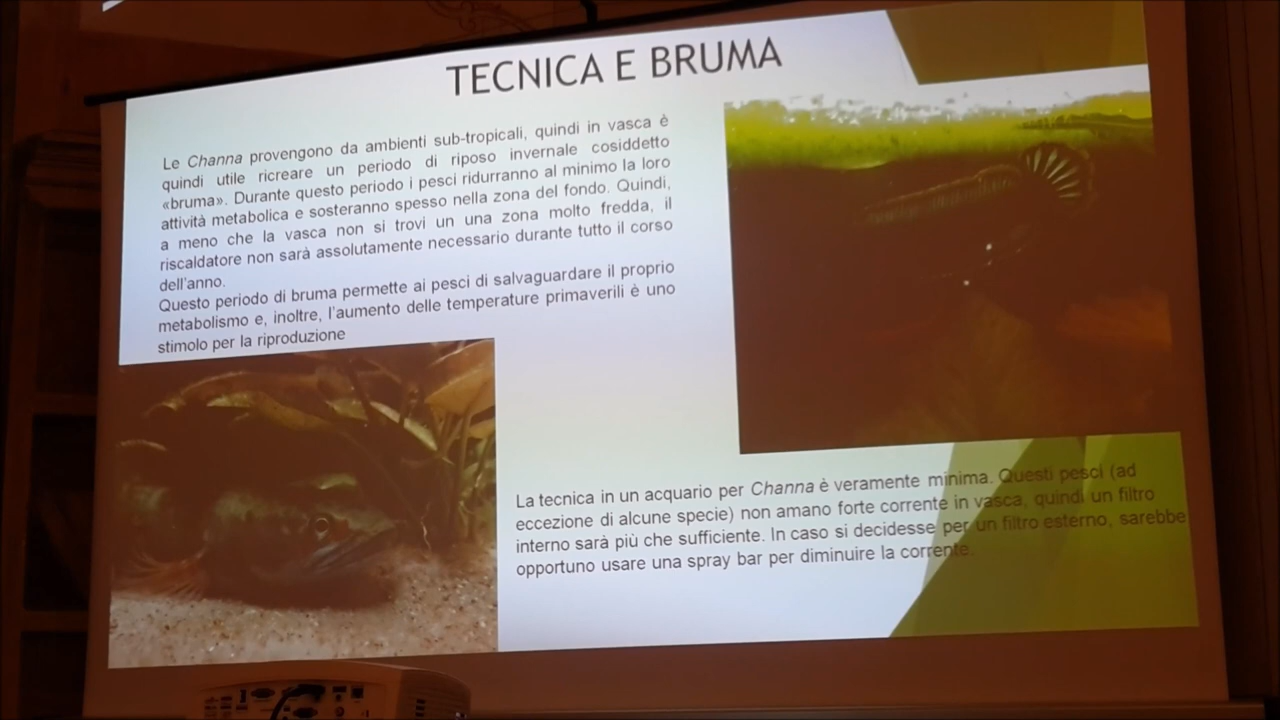 TECNICA E BRUMA
Le Channa provengono da ambienti sub-tropicali, quindi in vasca è
quindi utile ricreare un periodo di riposo invernale cosiddetto
«bruma». Durante questo periodo i pesci ridurranno al minimo la loro
attività metabolica e sosteranno spesso nella zona del fondo. Quindi,
a meno che la vasca non si trovi un una zona molto fredda, il
riscaldatore non sarà assolutamente necessario durante tutto il corso
dell'anno.
Questo periodo di bruma permette ai pesci di salvaguardare il proprio
metabolismo e, inoltre, l'aumento delle temperature primaverili è uno
stimolo per la riproduzione
La tecnica in un acquario per Channa è veramente minima. Questi pesci (ad
eccezione di alcune specie) non amano forte corrente in vasca, quindi un filtro
interno sarà più che sufficiente. In caso si decidesse per un filtro esterno, sarebbe
opportuno usare una spray bar per diminuire la corrente.